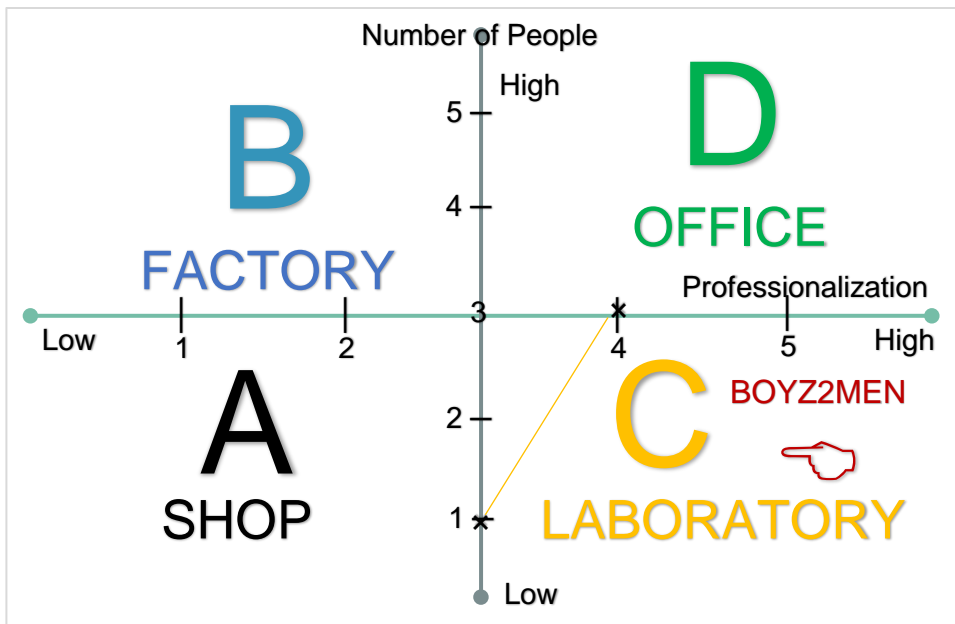 Number of People
High
5
4
3
2
1
Low
B
FACTORY
D
OFFICE
Professionalization
Low
1
2
4
5
High
A
SHOP
C
BOYZ2MEN
LABORATORY